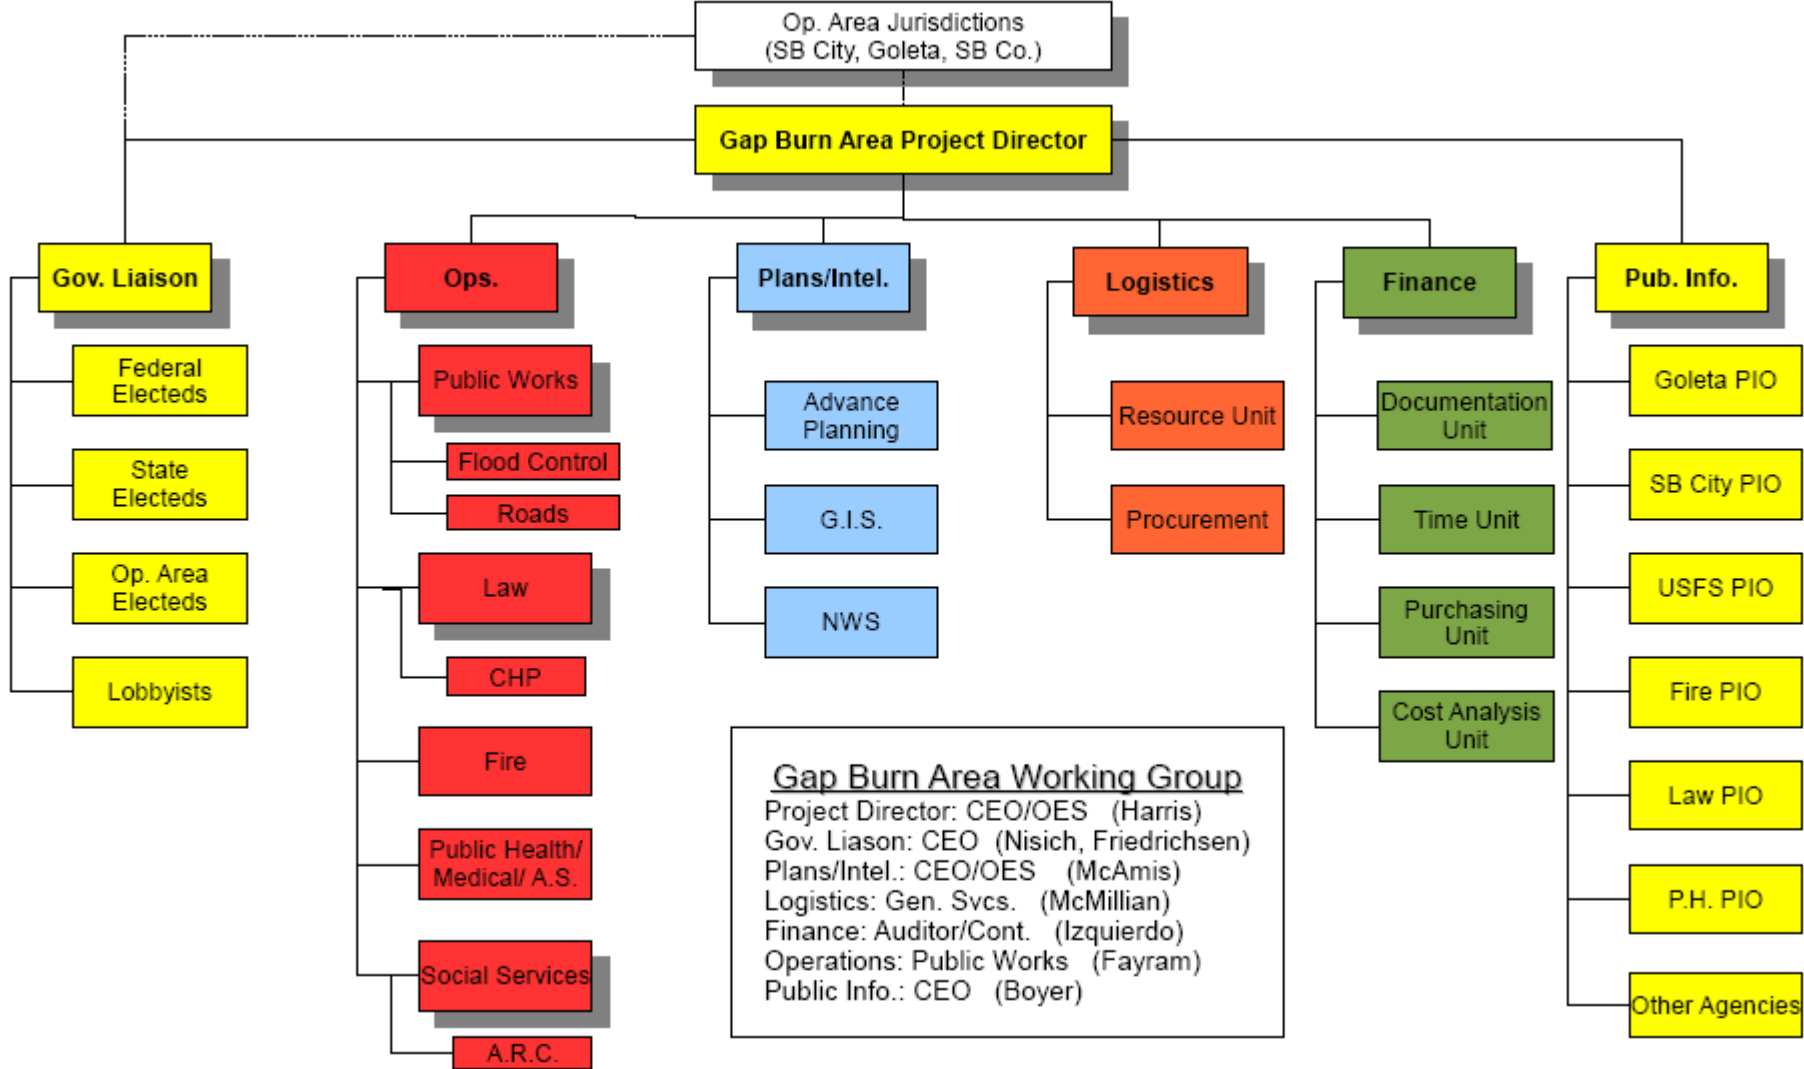 Op. Area Jurisdictions
(SB City, Goleta, SB Co.)
Gap Burn Area Project Director
Gov. Liaison
Federal
Electeds
State
Electeds
Op. Area
Electeds
Lobbyists
Ops.
Public Works
Flood Control
Roads
Law
CHP
Fire
Public Health/
Medical/ A.S.
Social Services
A.R.C.
Plans/Intel.
Advance
Planning
G.I.S.
NWS
Logistics
Resource Unit
Procurement
Finance
Documentation
Unit
Time Unit
Purchasing
Unit
Cost Analysis
Unit
Pub. Info.
Goleta PIO
SB City PIO
USFS PIO
Fire PIO
Law PIO
P.H. PIO
Other Agencies
Gap Burn Area Working Group
Project Director: CEO/OES (Harris)
Gov. Liason: CEO (Nisich, Friedrichsen)
Plans/Intel.: CEO/OES (McAmis)
Logistics: Gen. Svcs. (McMillian)
Finance: Auditor/Cont. (Izquierdo)
Operations: Public Works (Fayram)
Public Info.: CEO (Boyer)